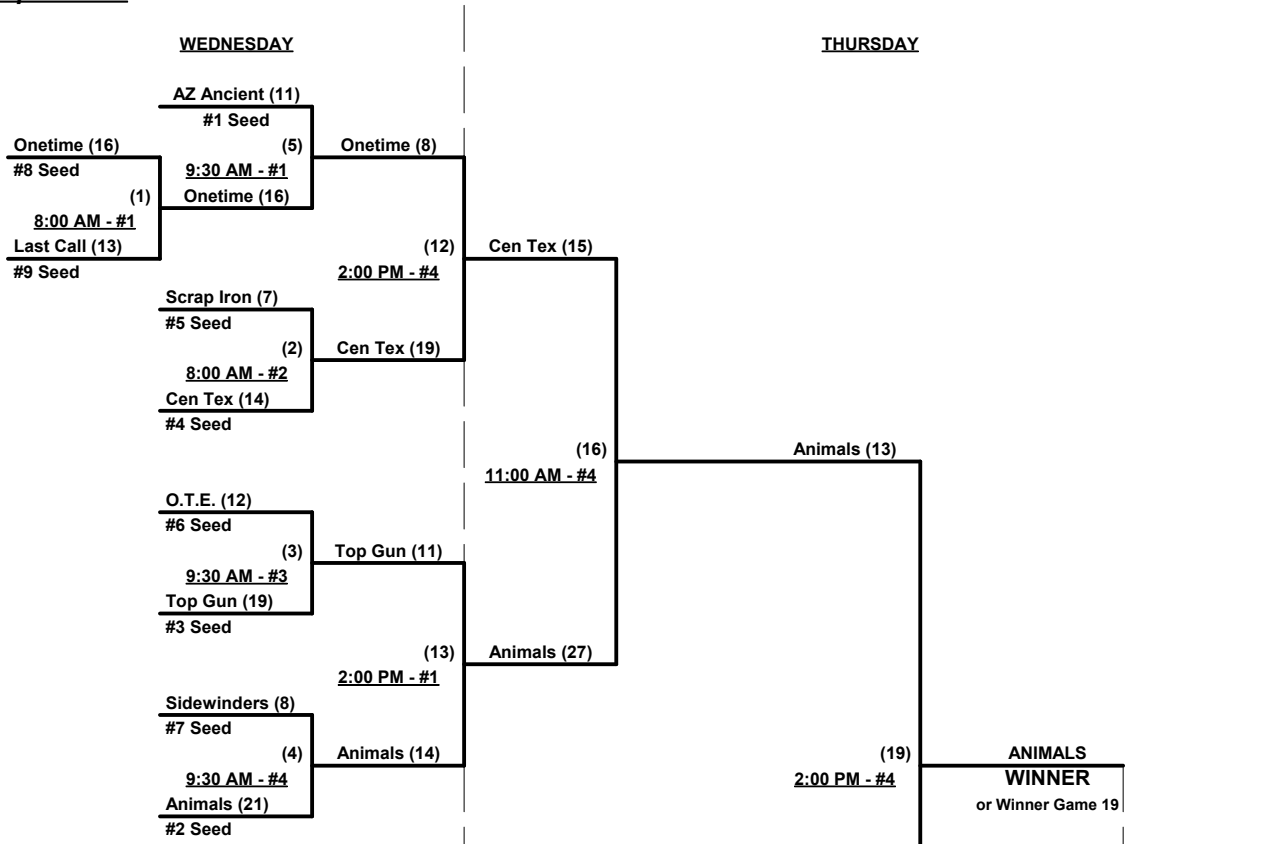 WEDNESDAY
THURSDAY
AZ Ancient (11)
#1 Seed
Onetime (16)
(5)
Onetime (8)
#8 Seed
9:30 AM - #1
(1)
Onetime (16)
8:00 AM - #1
Last Call (13)
(12)
Cen Tex (15)
#9 Seed
2:00 PM - #4
Scrap Iron (7)
#5 Seed
(2)
Cen Tex (19)
8:00 AM - #2
Cen Tex (14)
#4 Seed
(16)
Animals (13)
11:00 AM - #4
O.T.E. (12)
#6 Seed
(3)
Top Gun (11)
9:30 AM - #3
Top Gun (19)
#3 Seed
(13)
Animals (27)
2:00 PM - #1
Sidewinders (8)
#7 Seed
(4)
Animals (14)
(19)
ANIMALS
9:30 AM - #4
2:00 PM - #4
WINNER
Animals (21)
or Winner Game 19
#2 Seed